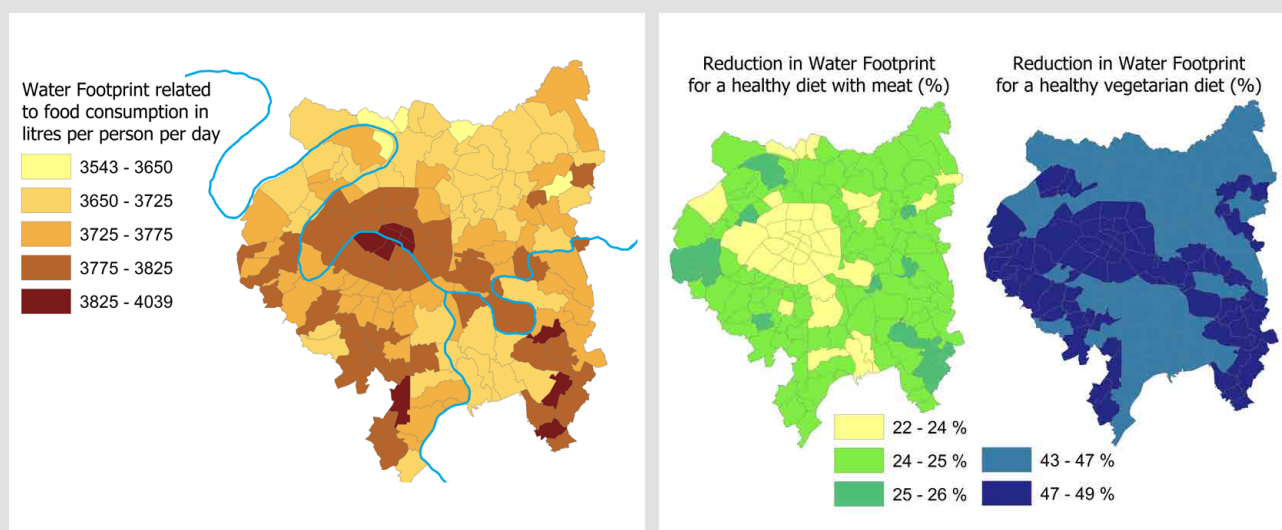 Water Footprint related
to food consumption in
litres per person per day
3543 - 3650
3650 - 3725
3725 - 3775
3775 - 3825
3825 - 4039
Reduction in Water Footprint
for a healthy diet with meat (%)
22 - 24 %
24 - 25 %
25 - 26 %
Reduction in Water Footprint
for a healthy vegetarian diet (%)
43 - 47 %
47 - 49 %